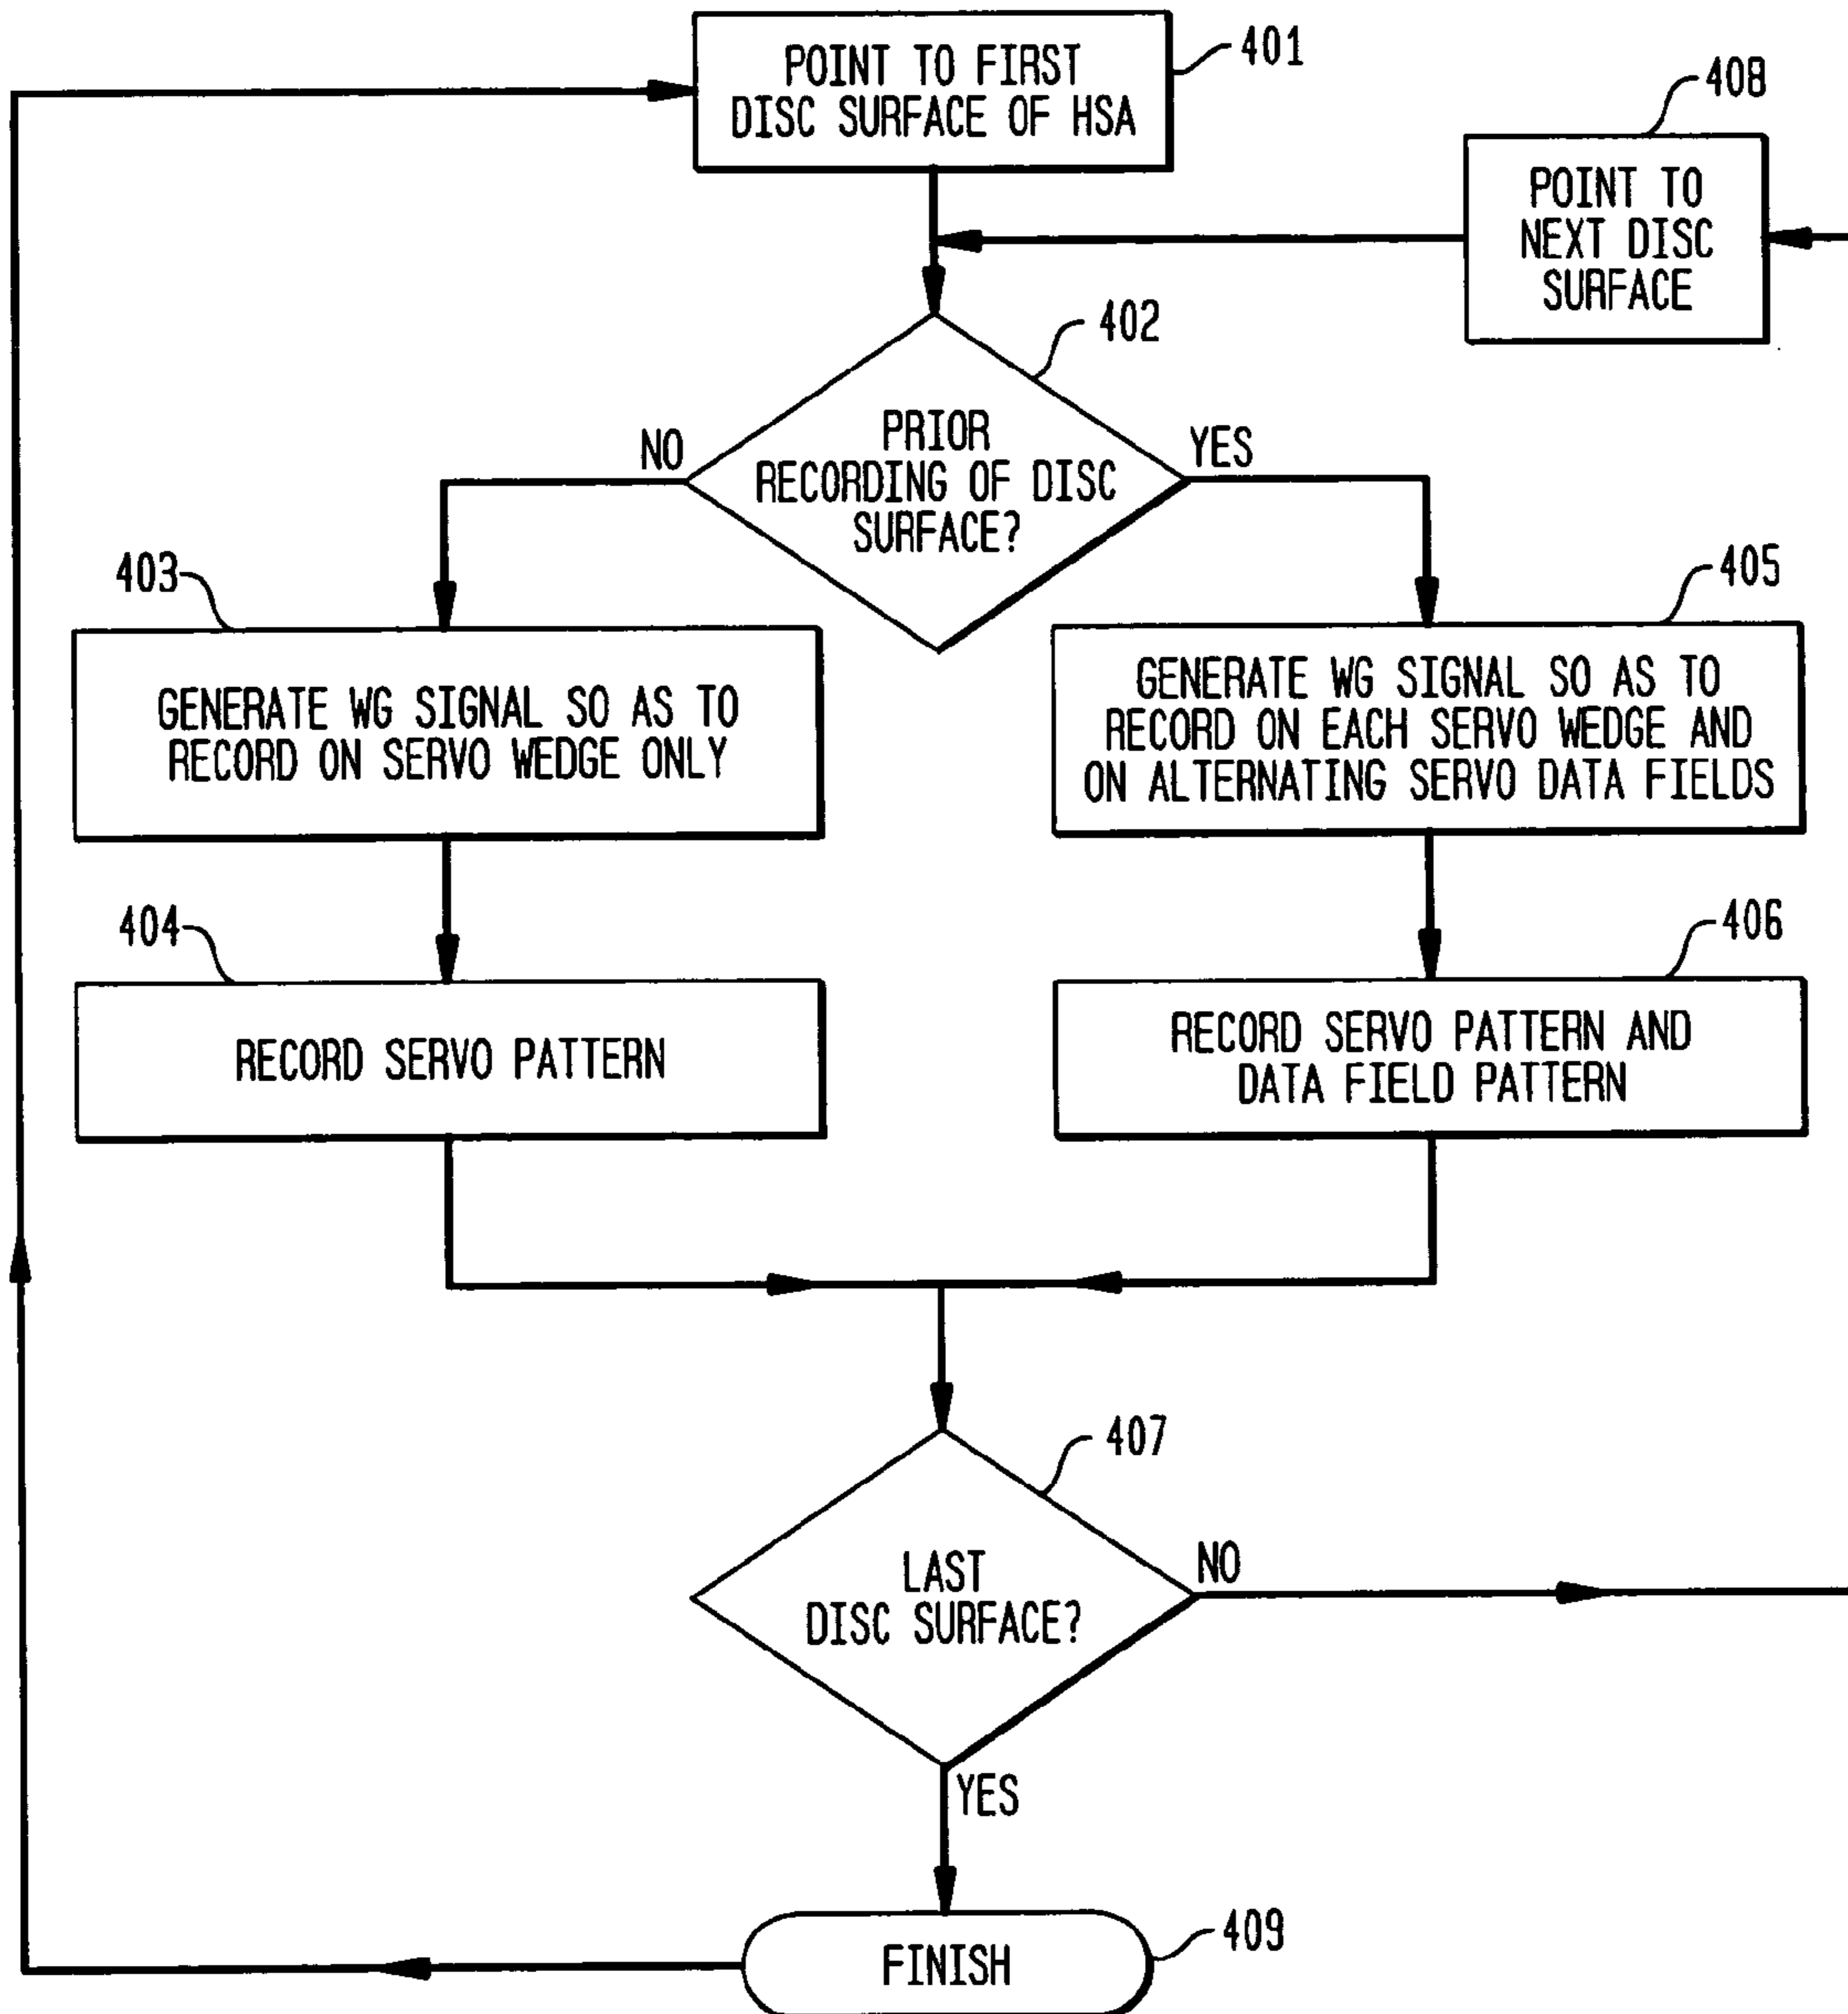 POINT TO FIRST
DISC SURFACE OF HSA
401
408
POINT TO
NEXT DISC
SURFACE
402
PRIOR
RECORDING OF DISC
SURFACE?
NO
YES
403
GENERATE WG SIGNAL SO AS TO
RECORD ON SERVO WEDGE ONLY
405
GENERATE WG SIGNAL SO AS TO
RECORD ON EACH SERVO WEDGE AND
ON ALTERNATING SERVO DATA FIELDS
404
RECORD SERVO PATTERN
406
RECORD SERVO PATTERN AND
DATA FIELD PATTERN
407
LAST
DISC SURFACE?
NO
YES
FINISH
409